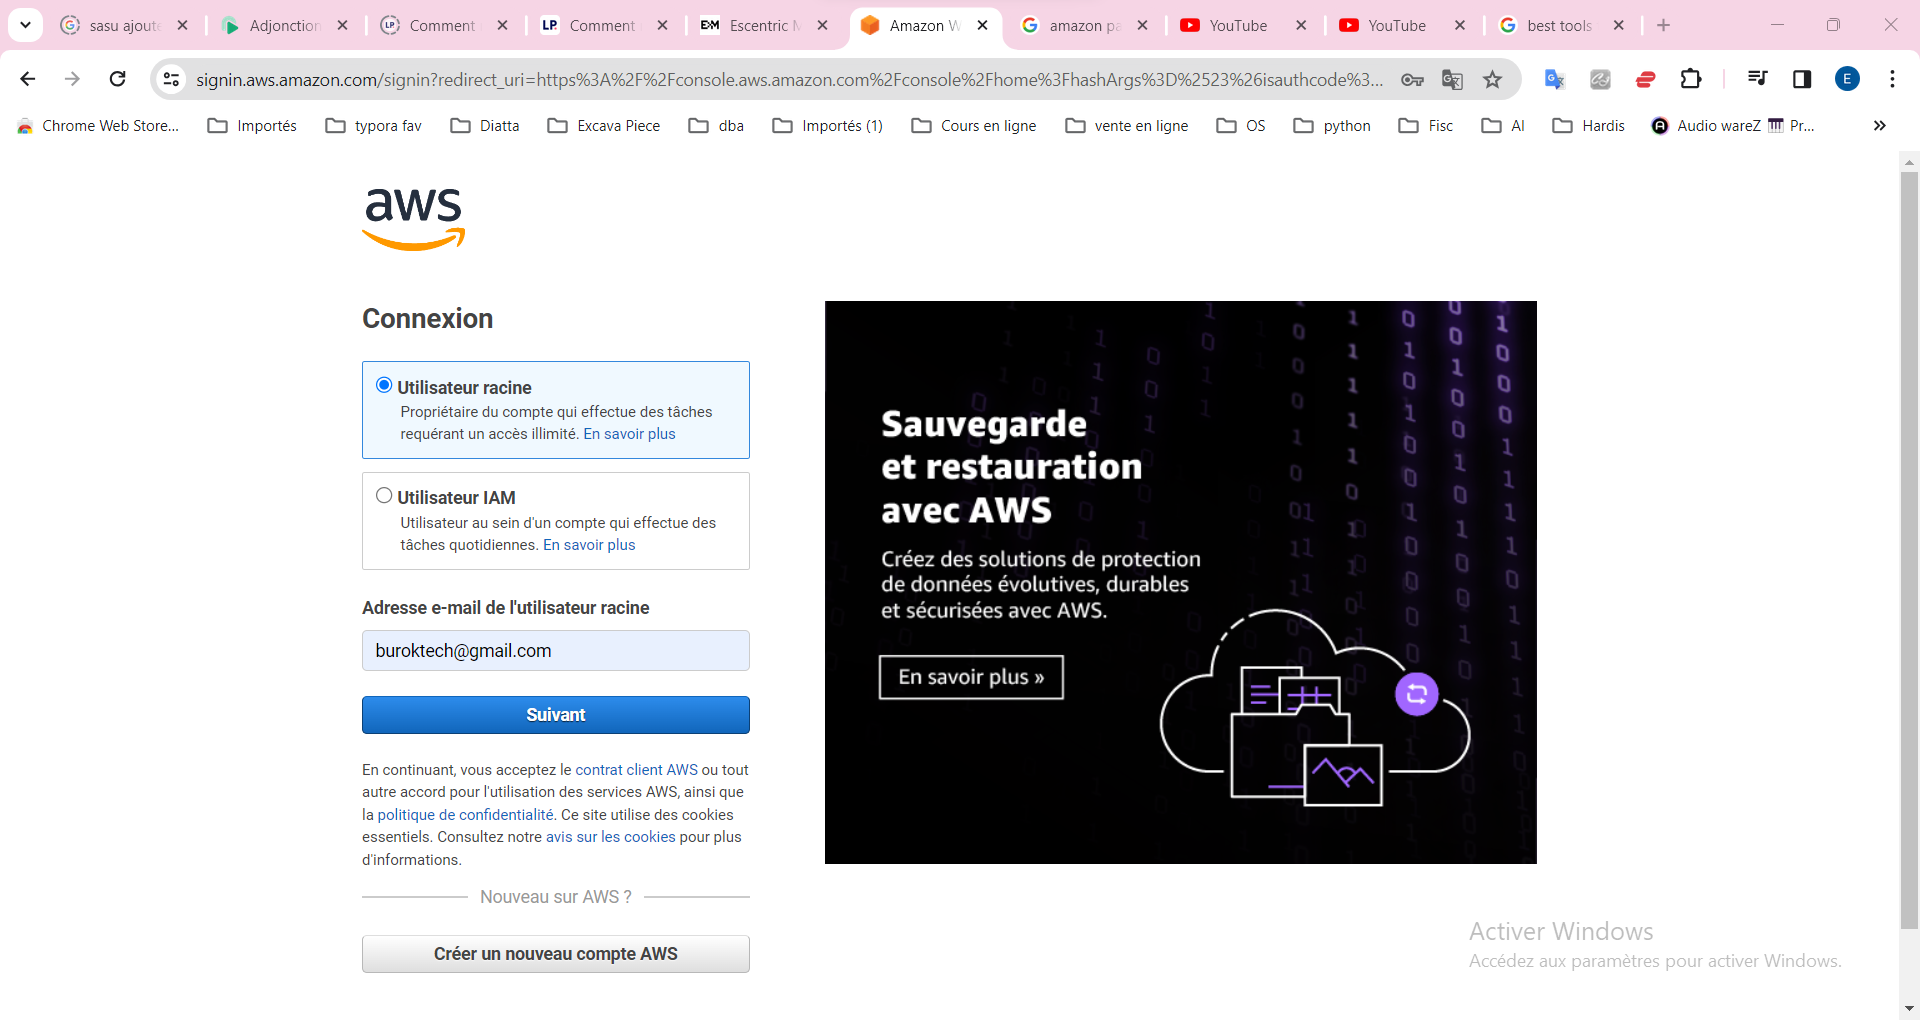 sasu ajoute
Adjonction
Comment
Comment
Escentric M
Amazon W
amazon pa
YouTube
YouTube
best tools
signin.aws.amazon.com/signin?redirect_uri=https%3A%2F%2Fconsole.aws.amazon.com%2Fconsole%2Fhome%3FhashArgs%3D%2523%26isauthcode%3...
E
Chrome Web Store...
Importés
typora fav
Diatta
Excava Piece
dba
Importés (1)
Cours en ligne
vente en ligne
OS
python
Fisc
AI
Hardis
Audio wareZ
Pr...
aws
Connexion
Utilisateur racine
Propriétaire du compte qui effectue des tâches
requérant un accès illimité. En savoir plus
Utilisateur IAM
Utilisateur au sein d'un compte qui effectue des
tâches quotidiennes. En savoir plus
Adresse e-mail de l'utilisateur racine
buroktech@gmail.com
Suivant
En continuant, vous acceptez le contrat client AWS ou tout
autre accord pour l'utilisation des services AWS, ainsi que
la politique de confidentialité. Ce site utilise des cookies
essentiels. Consultez notre avis sur les cookies pour plus
d'informations.
Nouveau sur AWS ?
Créer un nouveau compte AWS
Sauvegarde
et restauration
avec AWS
Créez des solutions de protection
de données évolutives, durables
et sécurisées avec AWS.
En savoir plus »
Activer Windows
Accédez aux paramètres pour activer Windows.